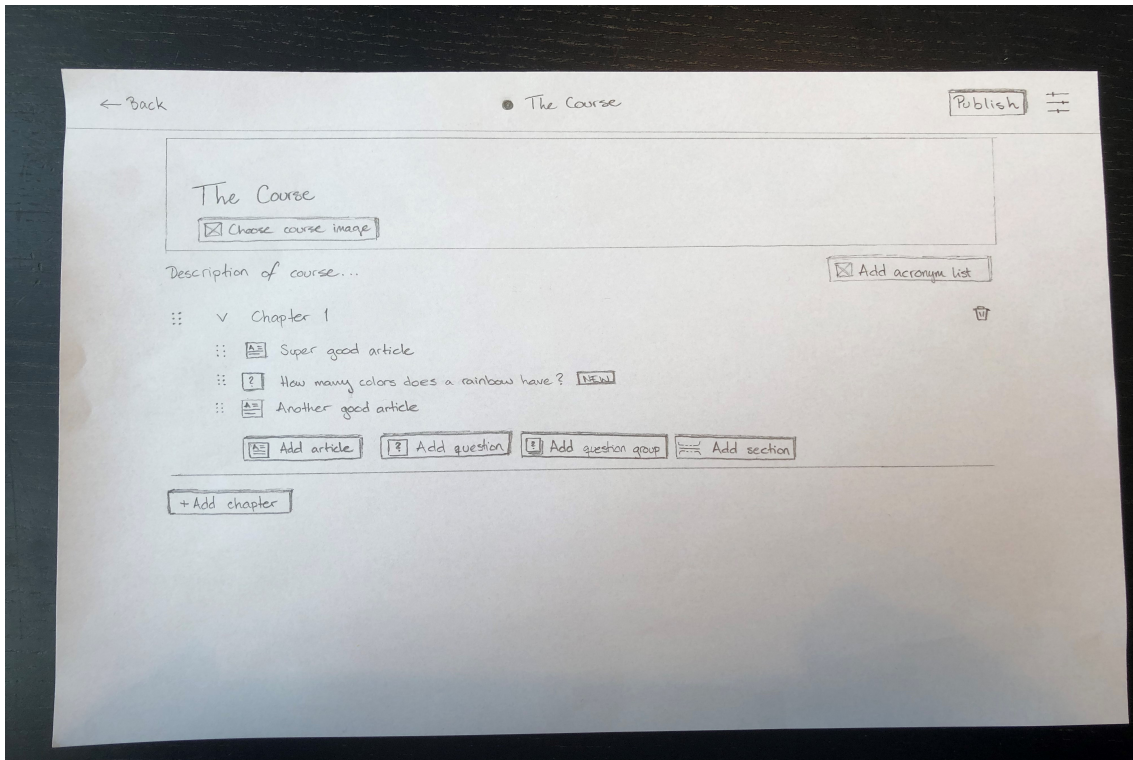 ← Back The Course Publish
The Course
Choose course image
Description of course... Add acronym list
Chapter 1
Super good article
How many colors does a rainbow have? NEW
Another good article
Add article Add question Add question group Add section
+ Add chapter